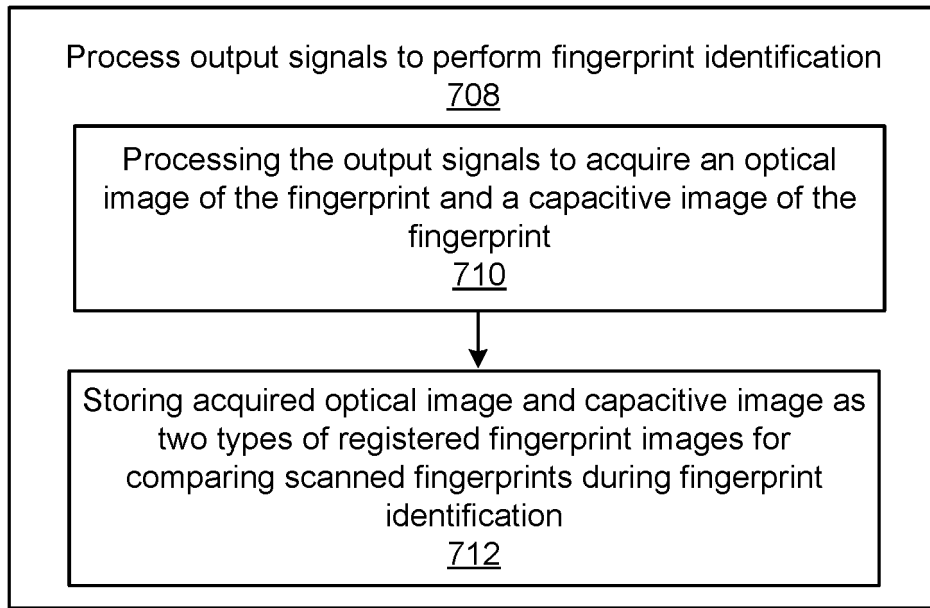 Process output signals to perform fingerprint identification
708
Processing the output signals to acquire an optical
image of the fingerprint and a capacitive image of the
fingerprint
710
Storing acquired optical image and capacitive image as
two types of registered fingerprint images for
comparing scanned fingerprints during fingerprint
identification
712